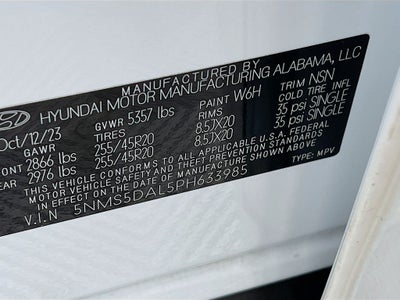 MANUFACTURED BY
HYUNDAI MOTOR MANUFACTURING ALABAMA, LLC
Oct/12/23 GVWR 5357 lbs PAINT W6H TRIM NSN
GAWR TIRES RIMS COLD TIRE INFL
ONT 2866 lbs 255/45R20 8.5JX20 35 psi SINGLE
EAR 2976 lbs 255/45R20 8.5JX20 35 psi SINGLE
THIS VEHICLE CONFORMS TO ALL APPLICABLE U.S.A. FEDERAL
MOTOR VEHICLE SAFETY AND THEFT PREVENTION STANDARDS
IN EFFECT ON THE DATE OF MANUFACTURE SHOWN ABOVE.
V.I.N 5NMS5DAL5PH633985 TYPE: MPV